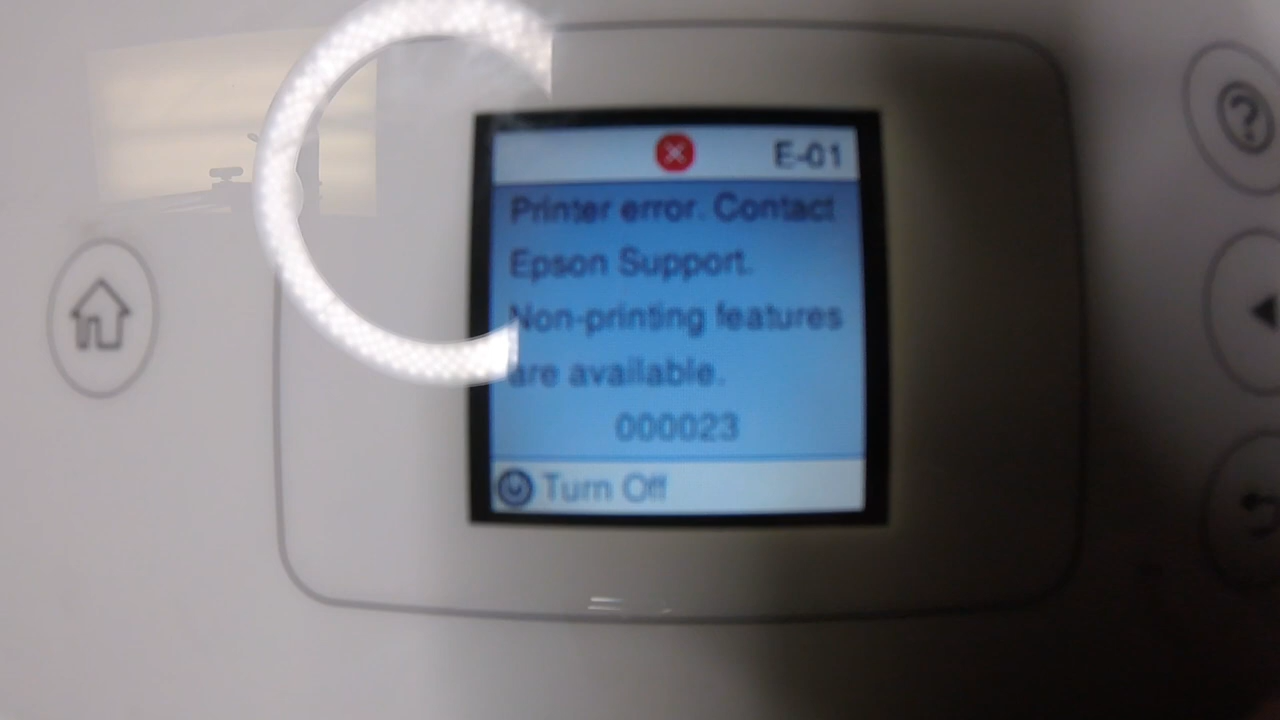 E-01
Printer error. Contact
Epson Support.
Non-printing features
are available.
000023
Turn Off